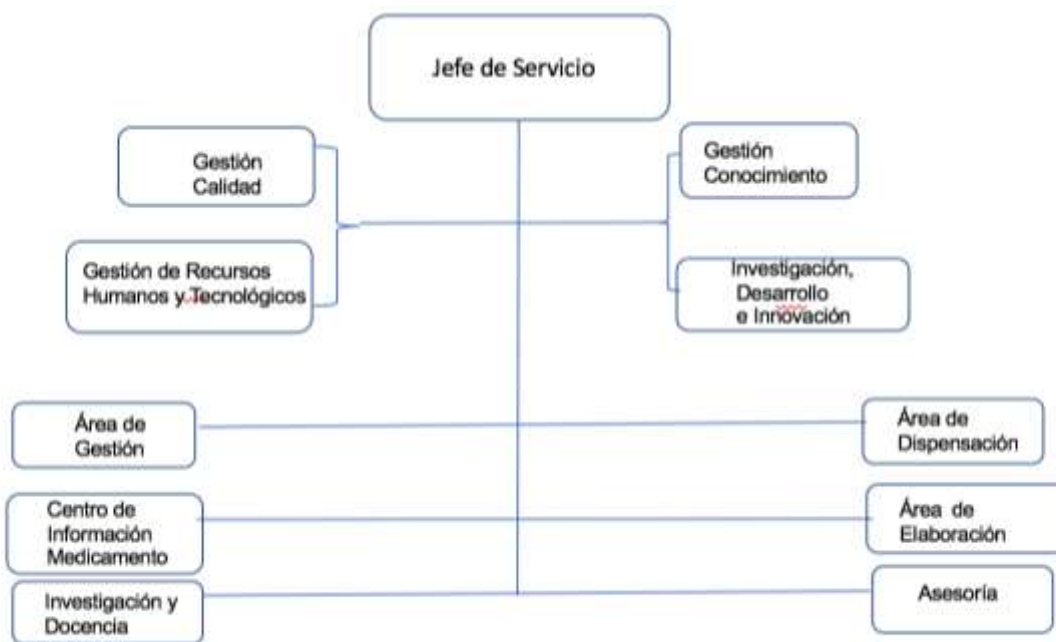 Jefe de Servicio
Gestión
Calidad
Gestión
Conocimiento
Gestión de Recursos
Humanos y Tecnológicos
Investigación,
Desarrollo
e Innovación
Área de
Gestión
Área de
Dispensación
Centro de
Información
Medicamento
Área de
Elaboración
Investigación y
Docencia
Asesoría